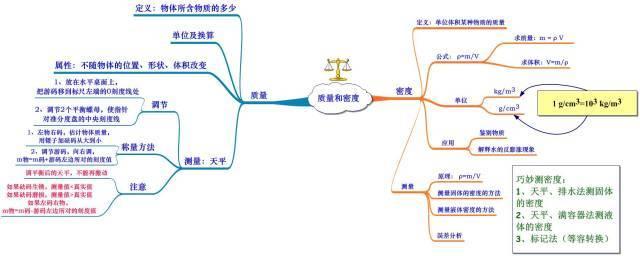 质量和密度
质量
定义：物体所含物质的多少
单位及换算
属性：不随物体的位置、形状、体积改变
测量：天平
调节
1、放在水平桌面上，
把游码移到标尺左端的0刻度线处
2、调节2个平衡螺母，使指针
对准分度盘的中央刻度线
称量方法
1、左物右码，估计物体质量，
用镊子加砝码从大到小
2、调节游码，向右调，
m物=m码+游码左边所对的刻度值
注意
调平衡后的天平，不能再搬动
如果砝码生锈，测量值<真实值
如果砝码磨损，测量值>真实值
如果左码右物，
m物=m码-游码左边所对的刻度值
密度
定义：单位体积某种物质的质量
公式：ρ=m/V
求质量：m=ρV
求体积：V=m/ρ
单位
kg/m³
g/cm³
1 g/cm³=10³ kg/m³
应用
鉴别物质
解释水的反膨涨现象
测量
原理：ρ=m/V
测量固体的密度的方法
测量液体密度的方法
误差分析
巧妙测密度：
1、天平、排水法测固体
的密度
2、天平、满容器法测液
体的密度
3、标记法（等容转换）